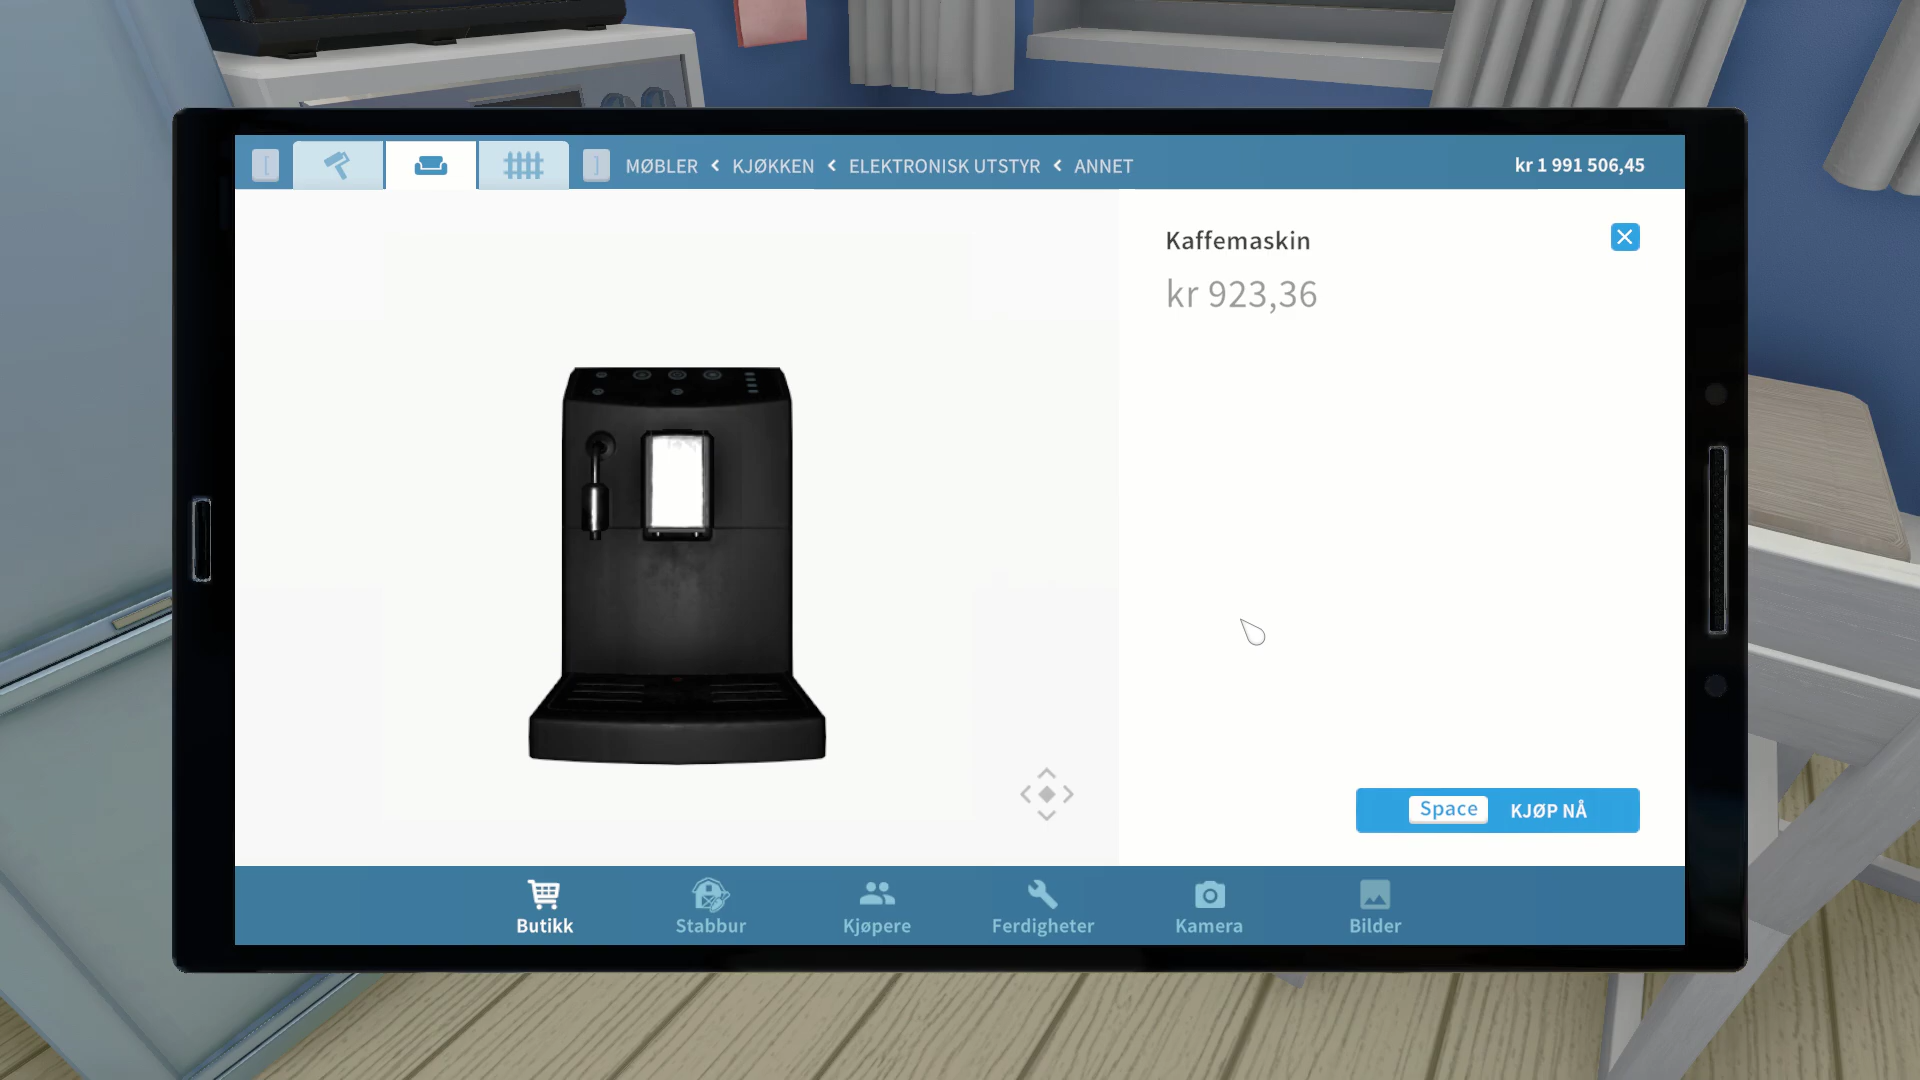 [ ] MØBLER < KJØKKEN < ELEKTRONISK UTSTYR < ANNET kr 1 991 506,45
Kaffemaskin
kr 923,36
Space KJØP NÅ
Butikk Stabbur Kjøpere Ferdigheter Kamera Bilder